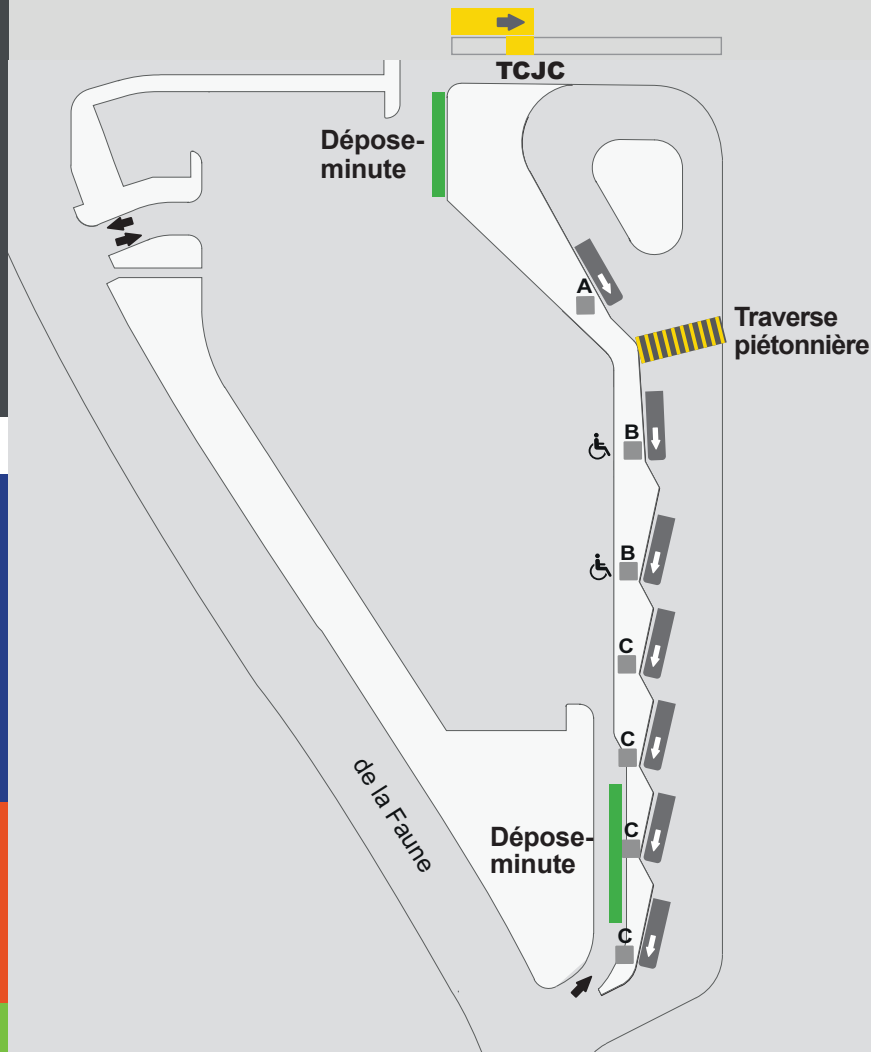 TCJC
Dépose-
minute
A
Traverse
piétonnière
B
B
C
C
de la Faune
Dépose-
minute
C
C